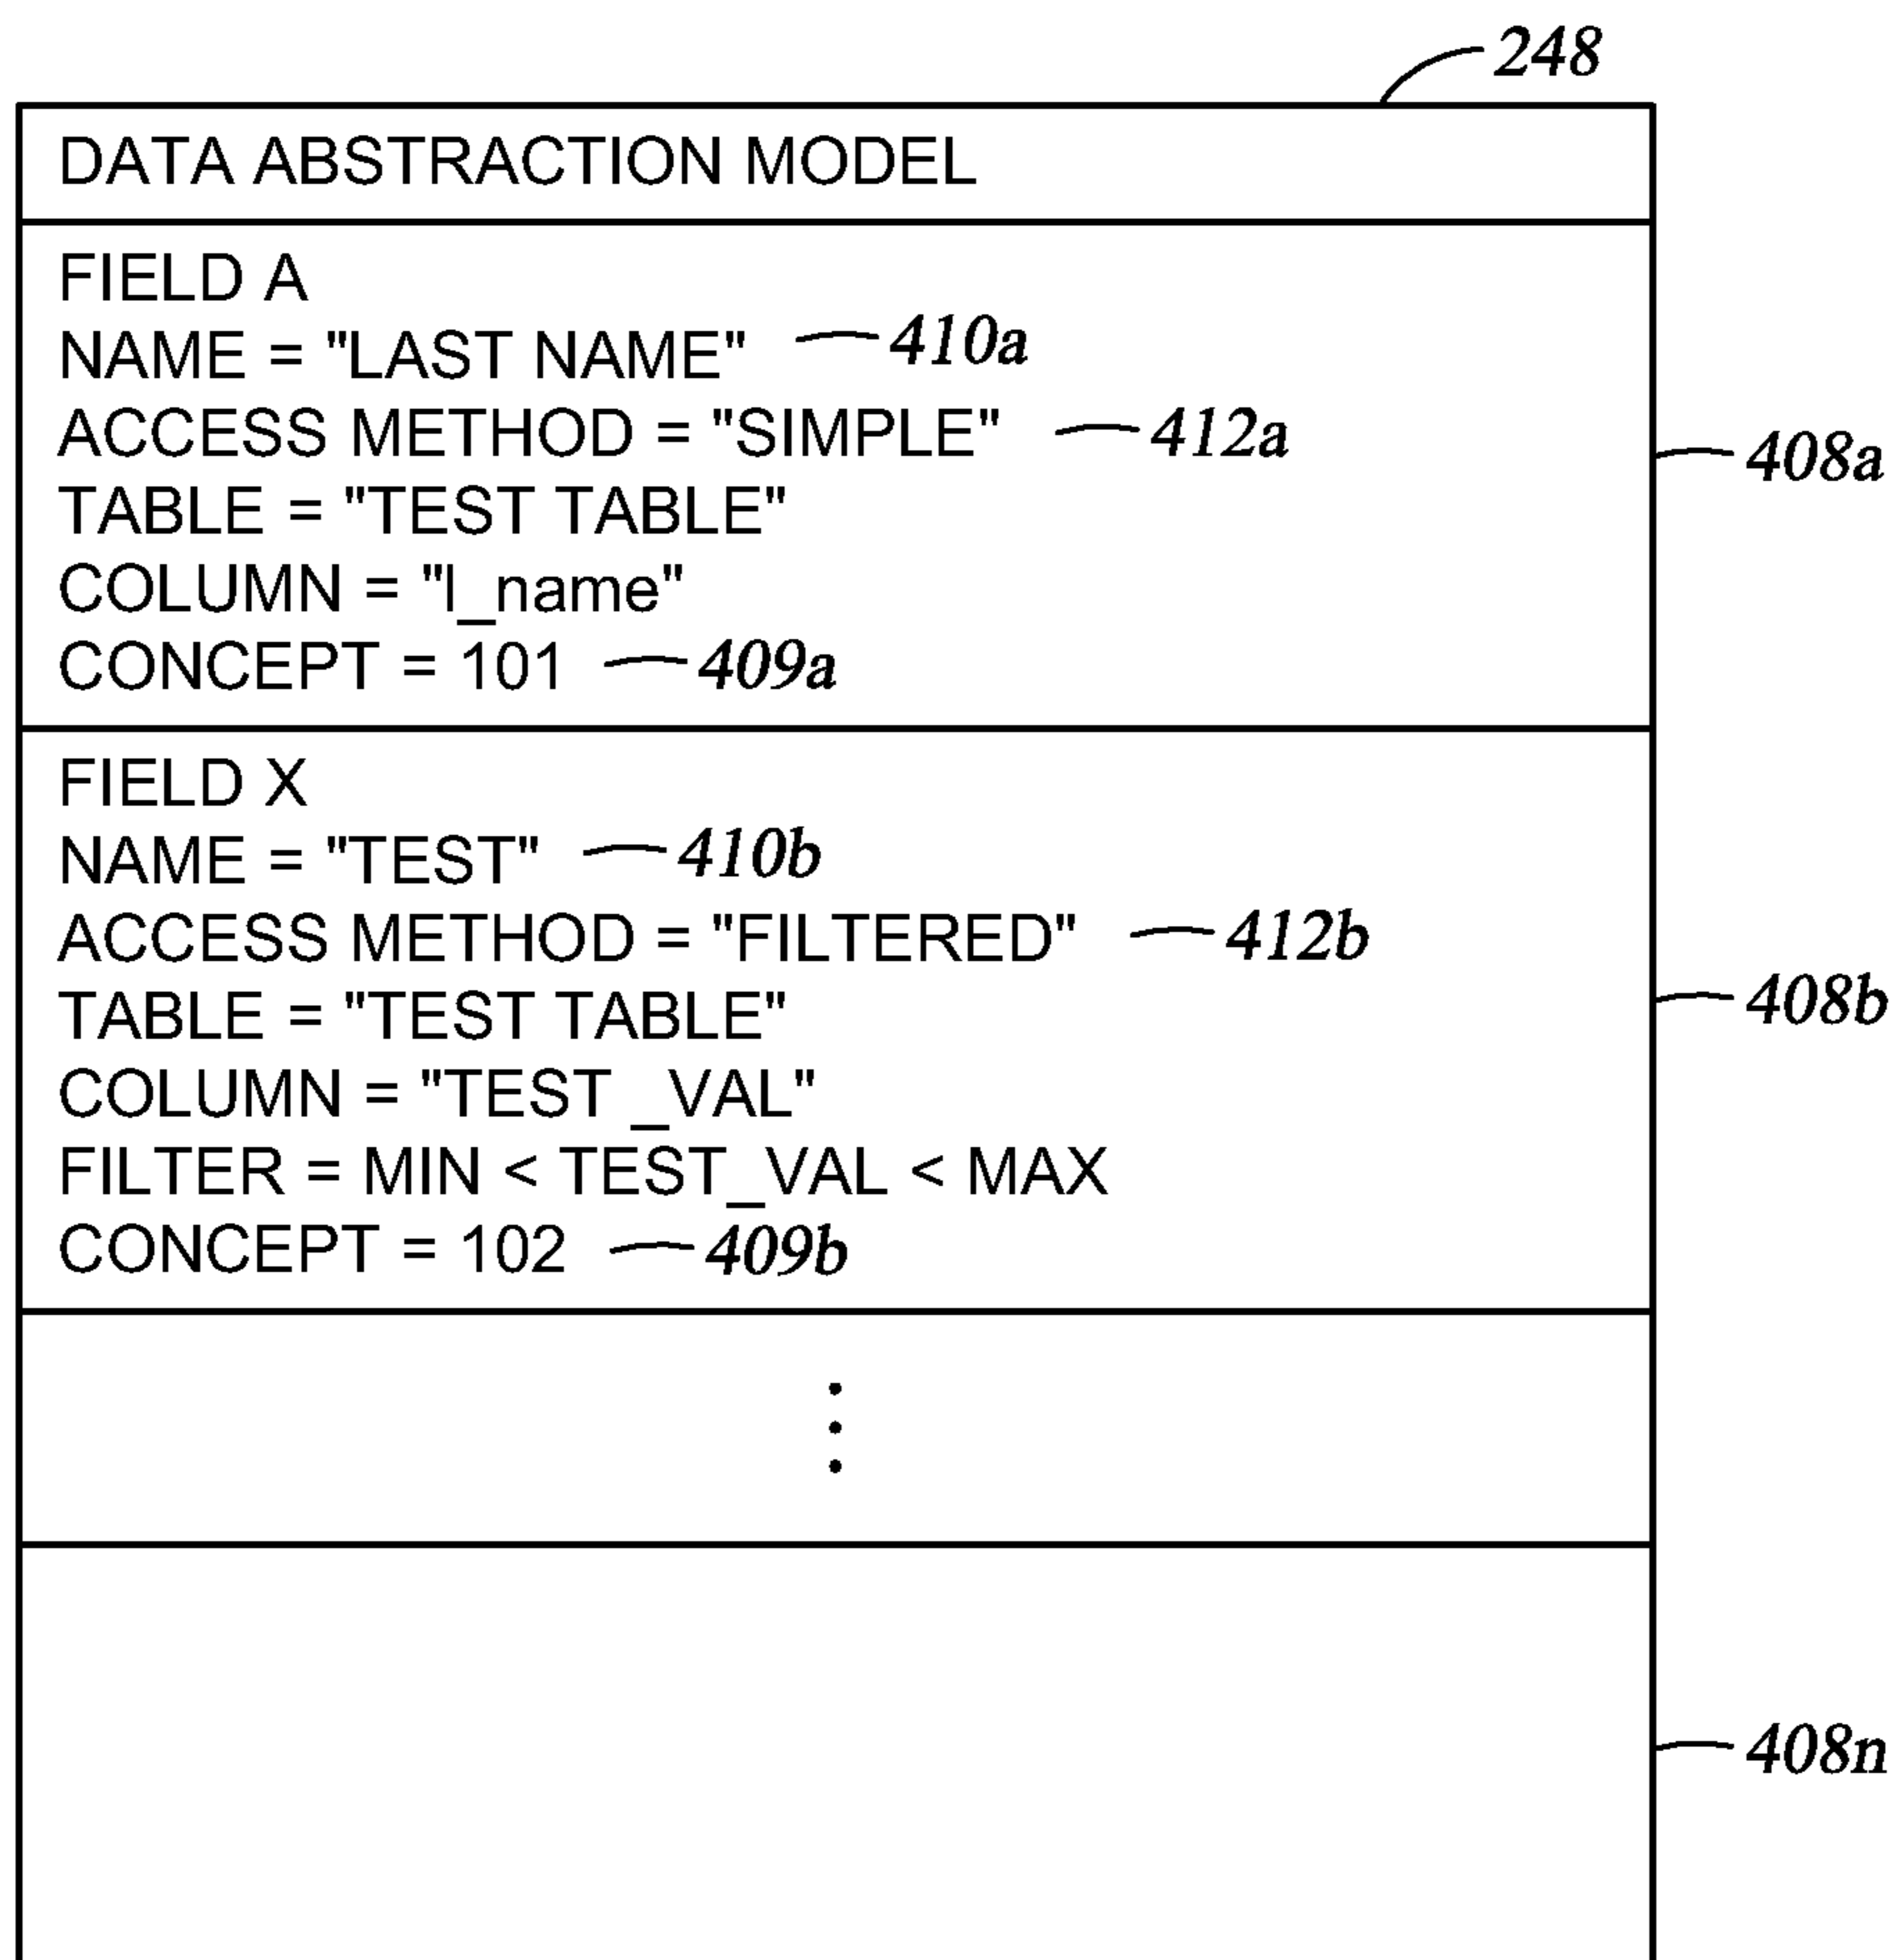 248
DATA ABSTRACTION MODEL
FIELD A
NAME = "LAST NAME" 410a
ACCESS METHOD = "SIMPLE" 412a
408a
TABLE = "TEST TABLE"
COLUMN = "l_name"
CONCEPT = 101 409a
FIELD X
NAME = "TEST" 410b
ACCESS METHOD = "FILTERED" 412b
408b
TABLE = "TEST TABLE"
COLUMN = "TEST_VAL"
FILTER = MIN < TEST_VAL < MAX
CONCEPT = 102 409b
408n